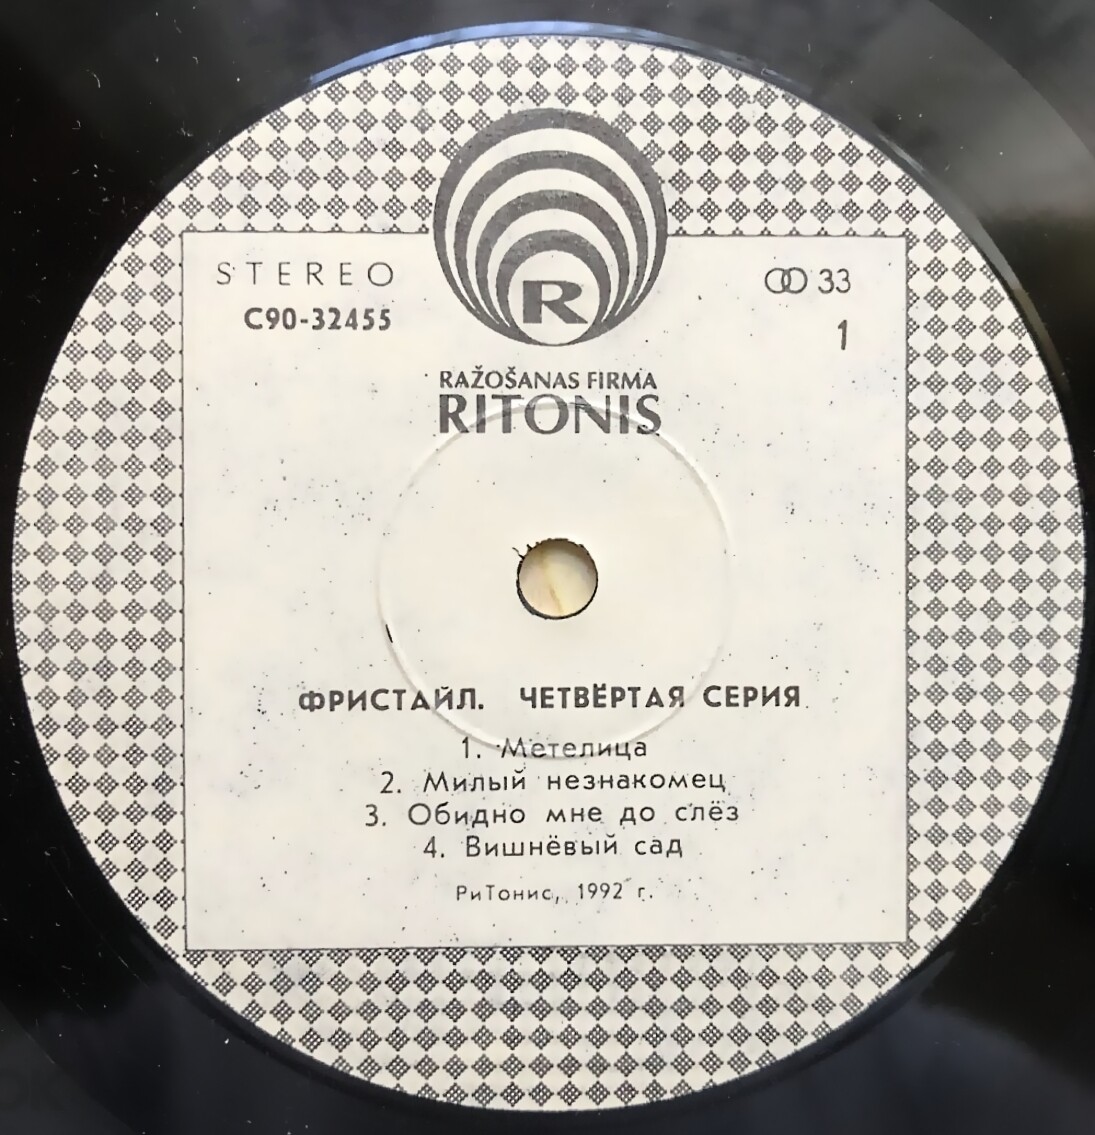 STEREO
C90-32455
33
1
R
RAŽOŠANAS FIRMA
RITONIS
ФРИСТАЙЛ. ЧЕТВЁРТАЯ СЕРИЯ
1. Метелица
2. Милый незнакомец
3. Обидно мне до слёз
4. Вишнёвый сад
РиТонис, 1992 г.